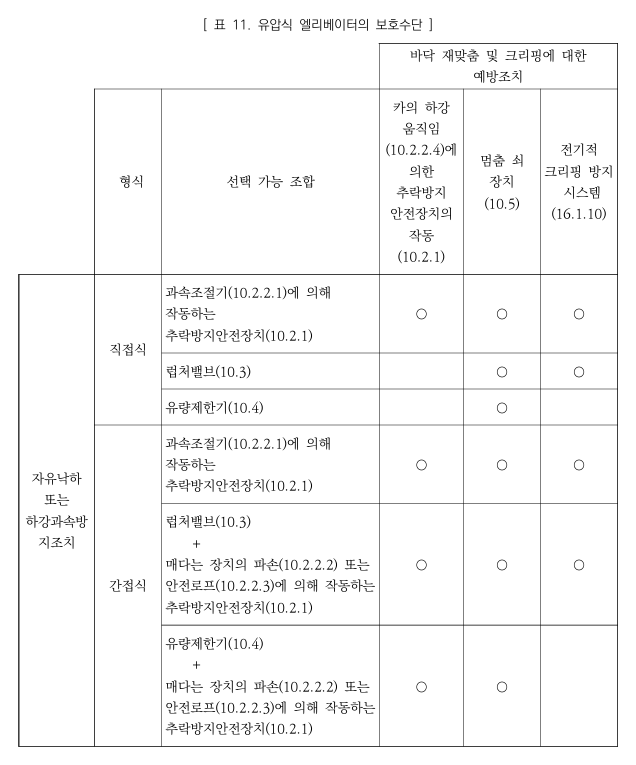 [ 표 11. 유압식 엘리베이터의 보호수단 ]
바닥 재맞춤 및 크리핑에 대한
예방조치
형식
선택 가능 조합
카의 하강
움직임
(10.2.2.4)에
의한
추락방지
안전장치의
작동
(10.2.1)
멈춤 쇠
장치
(10.5)
전기적
크리핑 방지
시스템
(16.1.10)
자유낙하
또는
하강과속방
지조치
직접식
과속조절기(10.2.2.1)에 의해
작동하는
추락방지안전장치(10.2.1)
○ ○ ○
럽처밸브(10.3)
○ ○
유량제한기(10.4)
○
간접식
과속조절기(10.2.2.1)에 의해
작동하는
추락방지안전장치(10.2.1)
○ ○ ○
럽처밸브(10.3)
+
매다는 장치의 파손(10.2.2.2) 또는
안전로프(10.2.2.3)에 의해 작동하는
추락방지안전장치(10.2.1)
○ ○ ○
유량제한기(10.4)
+
매다는 장치의 파손(10.2.2.2) 또는
안전로프(10.2.2.3)에 의해 작동하는
추락방지안전장치(10.2.1)
○ ○